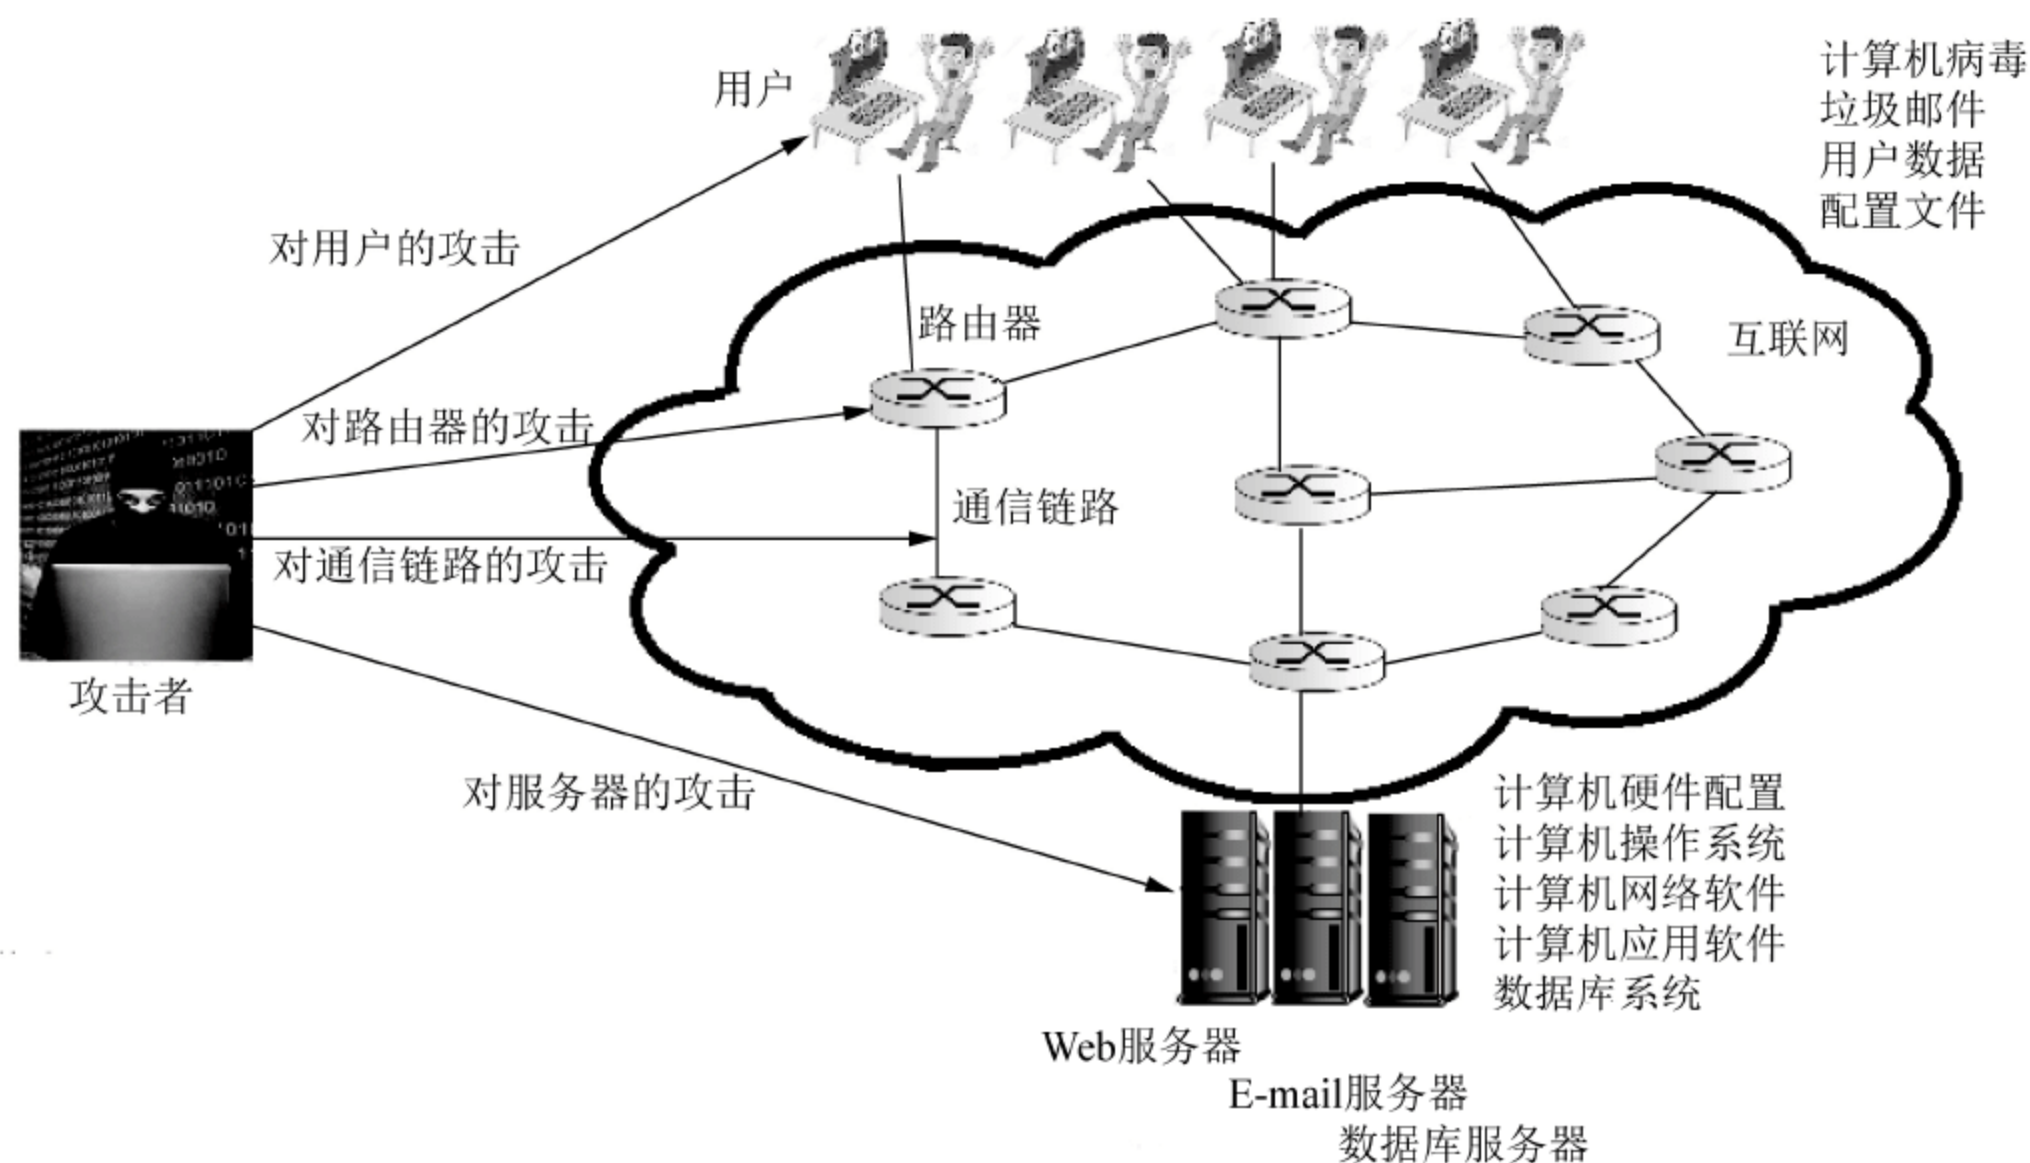 用户
计算机病毒
垃圾邮件
用户数据
配置文件
对用户的攻击
路由器
互联网
对路由器的攻击
通信链路
对通信链路的攻击
攻击者
对服务器的攻击
计算机硬件配置
计算机操作系统
计算机网络软件
计算机应用软件
数据库系统
Web服务器
E-mail服务器
数据库服务器